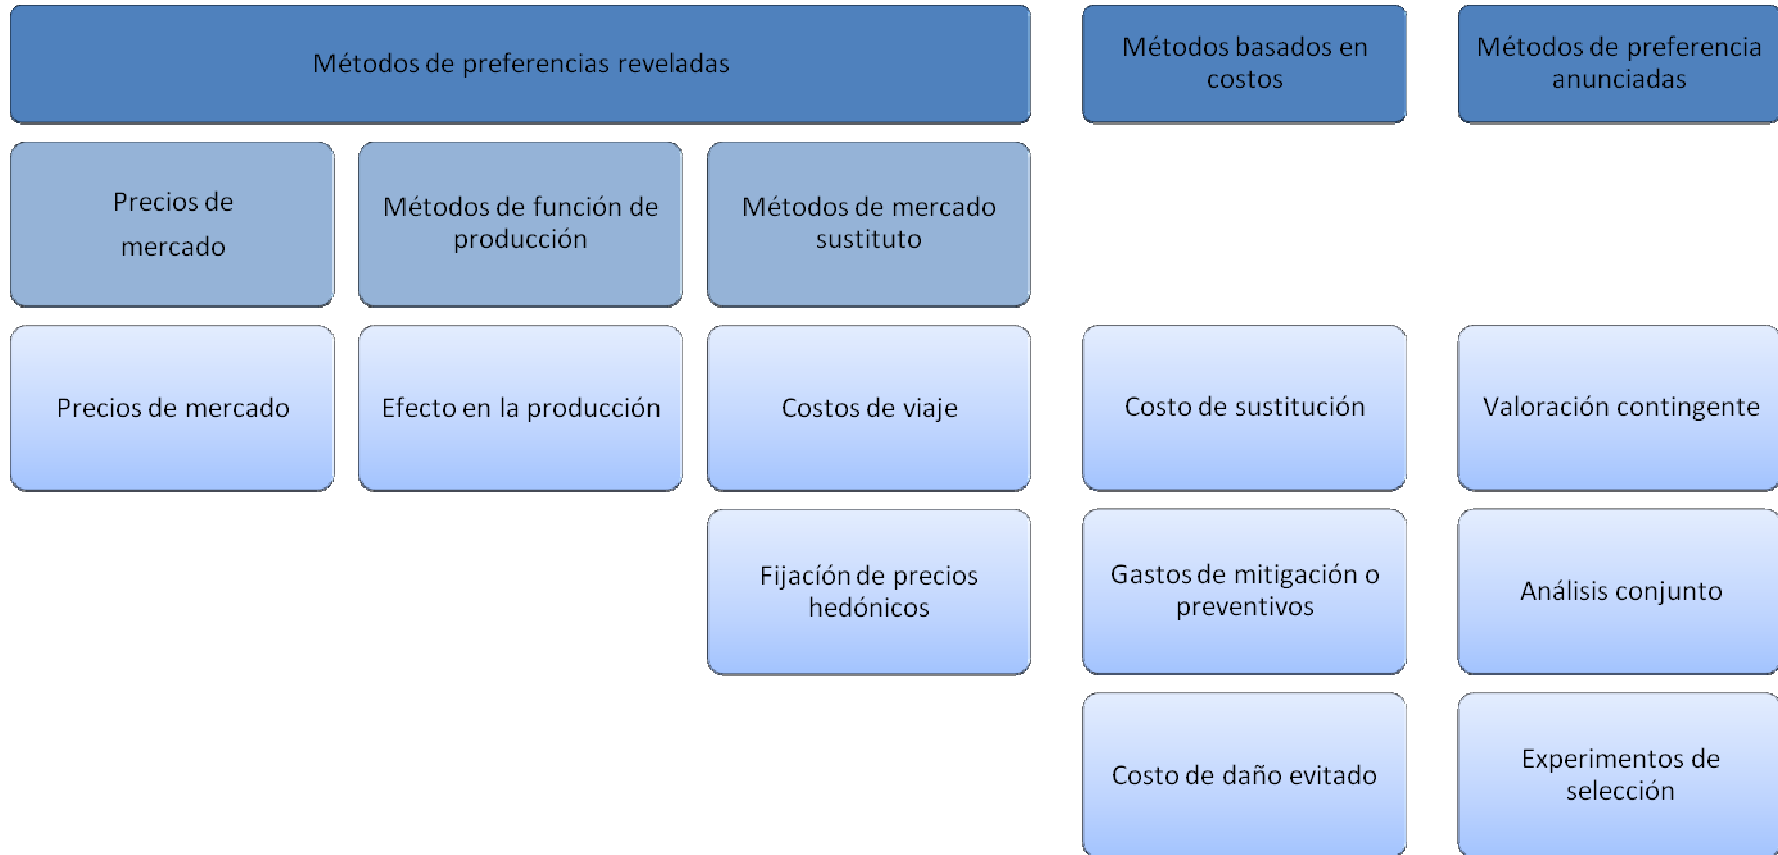 Métodos de preferencias reveladas
Métodos basados en
costos
Métodos de preferencia
anunciadas
Precios de
mercado
Métodos de función de
producción
Métodos de mercado
sustituto
Precios de mercado
Efecto en la producción
Costos de viaje
Costo de sustitución
Valoración contingente
Fijacíón de precios
hedónicos
Gastos de mitigación o
preventivos
Análisis conjunto
Costo de daño evitado
Experimentos de
selección